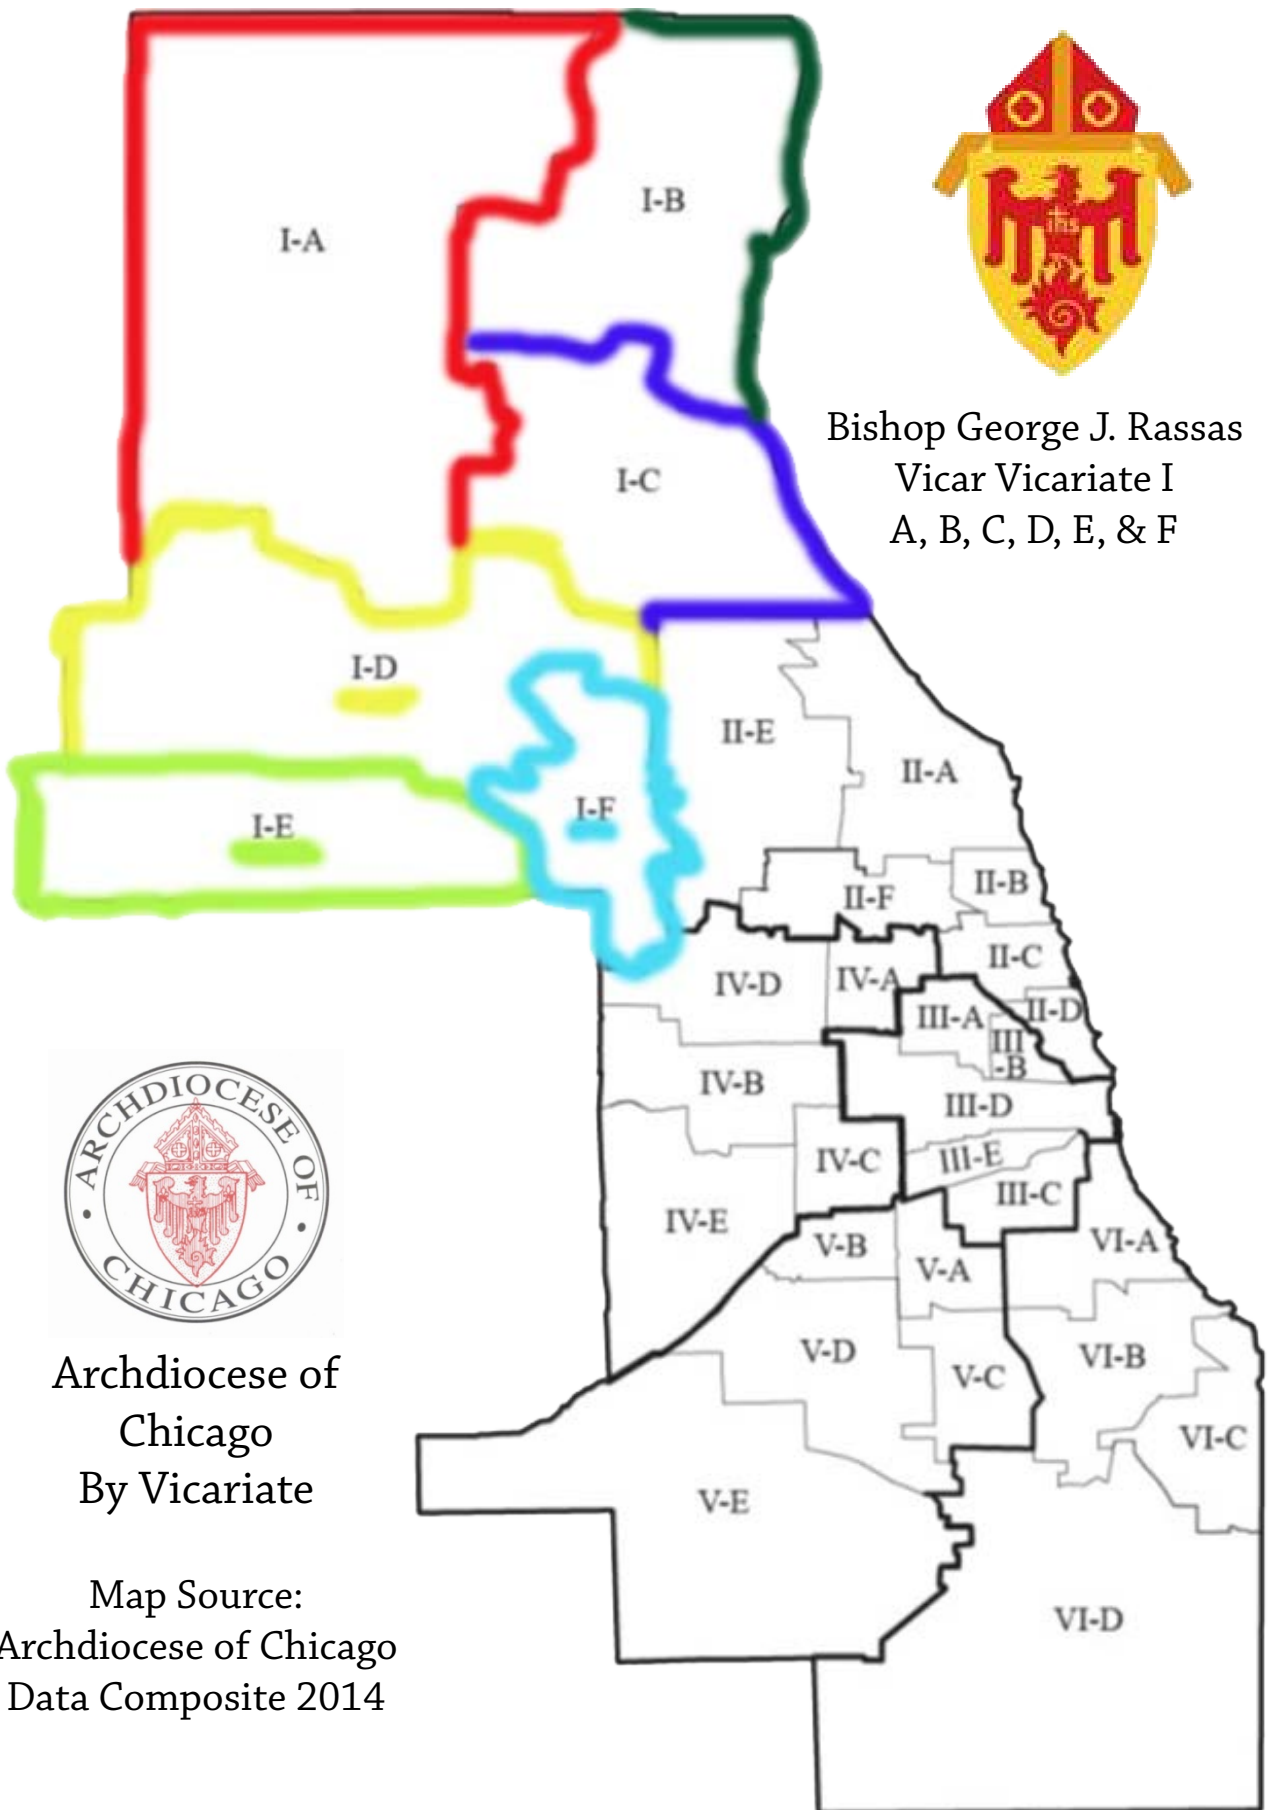 I-A
I-B
I-C
Bishop George J. Rassas
Vicar Vicariate I
A, B, C, D, E, & F
ihs
I-D
II-E
II-A
I-F
I-E
II-B
II-F
II-C
IV-D
IV-A
III-A
II-D
III
-B
IV-B
III-D
III-E
IV-C
III-C
IV-E
VI-A
V-B
V-A
V-D
VI-B
V-C
VI-C
V-E
VI-D
ARCHDIOCESE OF
CHICAGO
Archdiocese of
Chicago
By Vicariate
Map Source:
Archdiocese of Chicago
Data Composite 2014